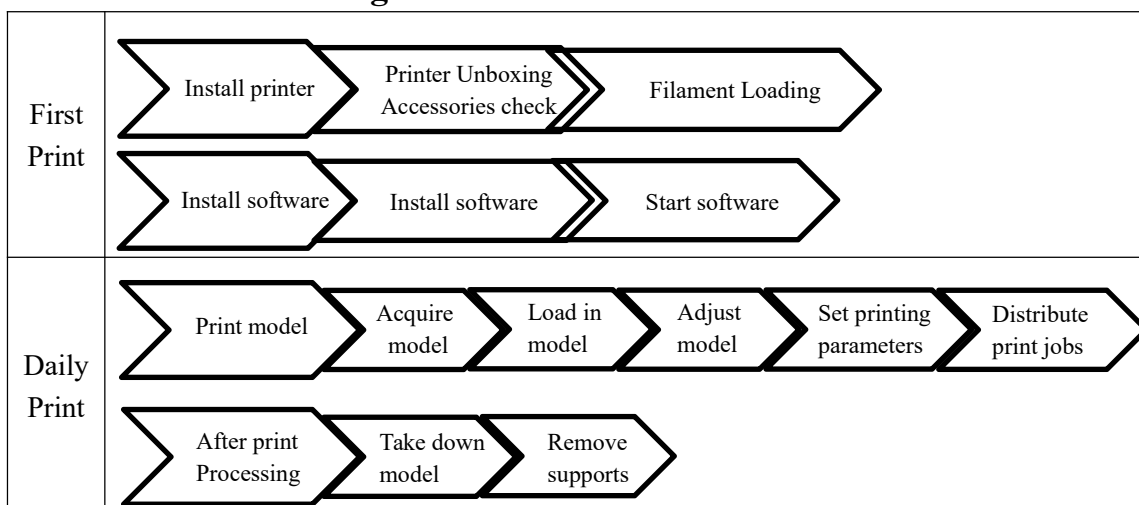 First
Print
Install printer
Printer Unboxing
Accessories check
Filament Loading
Install software
Install software
Start software
Daily
Print
Print model
Acquire
model
Load in
model
Adjust
model
Set printing
parameters
Distribute
print jobs
After print
Processing
Take down
model
Remove
supports